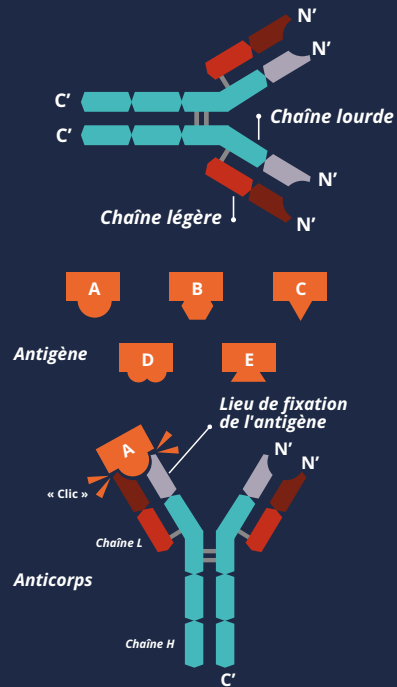 N’
N’
C’
Chaîne lourde
C’
N’
Chaîne légère
N’
A
B
C
Antigène
D
E
Lieu de fixation
de l'antigène
A
N’
N’
« Clic »
Chaîne L
Anticorps
Chaîne H
C’